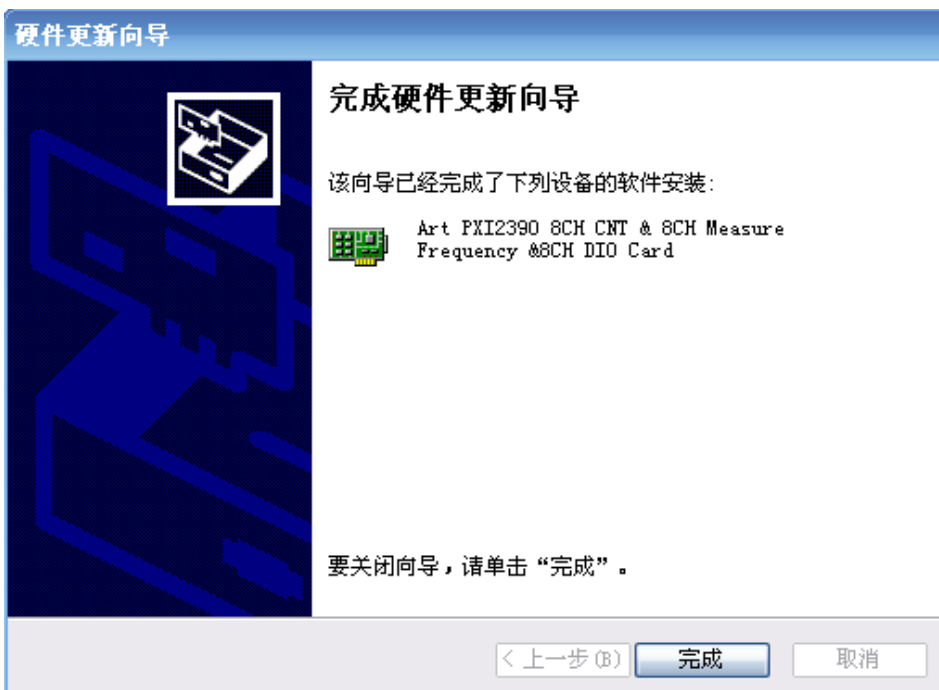 硬件更新向导
完成硬件更新向导
该向导已经完成了下列设备的软件安装:
Art PXI2390 8CH CNT & 8CH Measure
Frequency &8CH DIO Card
要关闭向导，请单击“完成”。
< 上一步(B)
完成
取消